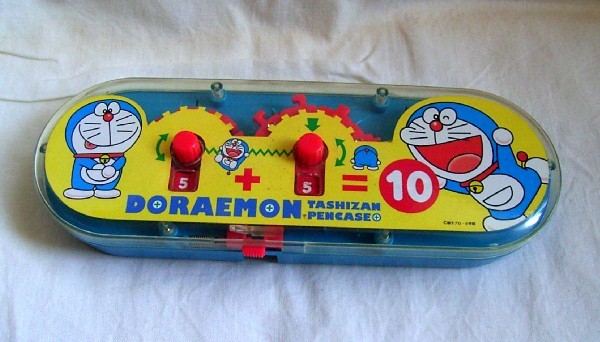 5 + 5 = 10
DORAEMON TASHIZAN
PENCASE